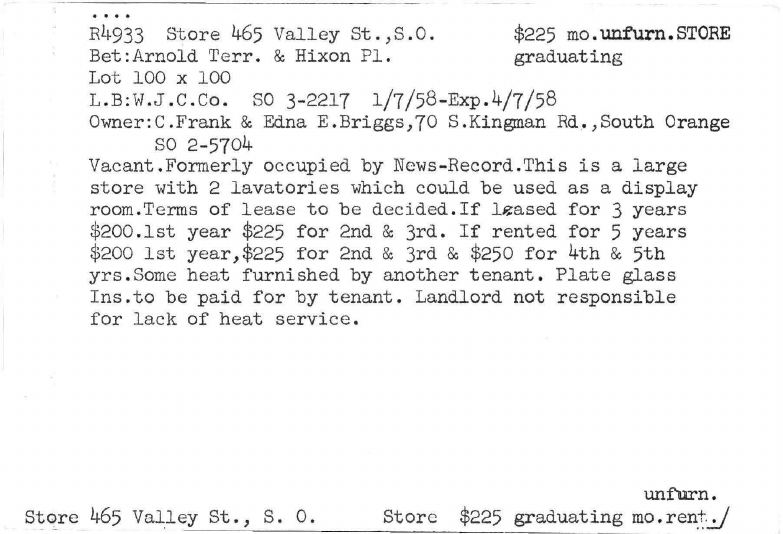 R4933 Store 465 Valley St.,S.O. $225 mo.unfurn.STORE
Bet:Arnold Terr. & Hixon Pl. graduating
Lot 100 x 100
L.B:W.J.C.Co. SO 3-2217 1/7/58-Exp.4/7/58
Owner:C.Frank & Edna E.Briggs,70 S.Kingman Rd.,South Orange
SO 2-5704
Vacant.Formerly occupied by News-Record.This is a large
store with 2 lavatories which could be used as a display
room.Terms of lease to be decided.If leased for 3 years
$200.1st year $225 for 2nd & 3rd. If rented for 5 years
$200 1st year,$225 for 2nd & 3rd & $250 for 4th & 5th
yrs.Some heat furnished by another tenant. Plate glass
Ins.to be paid for by tenant. Landlord not responsible
for lack of heat service.
unfurn.
Store 465 Valley St., S. O. Store $225 graduating mo.rent./